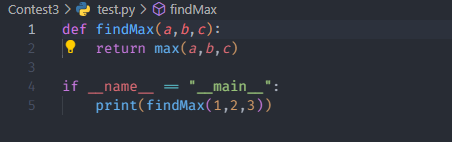 Contest3 > test.py > findMax
1 def findMax(a,b,c):
2     return max(a,b,c)
3
4 if __name__ == "__main__":
5     print(findMax(1,2,3))